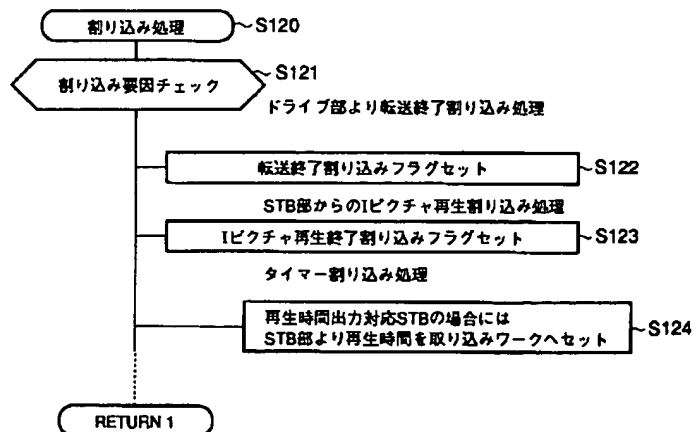 割り込み処理
S120
割り込み要因チェック
S121
ドライブ部より転送終了割り込み処理
転送終了割り込みフラグセット
S122
STB部からのIピクチャ再生割り込み処理
Iピクチャ再生終了割り込みフラグセット
S123
タイマー割り込み処理
再生時間出力対応STBの場合には
STB部より再生時間を取り込みワークへセット
S124
RETURN 1